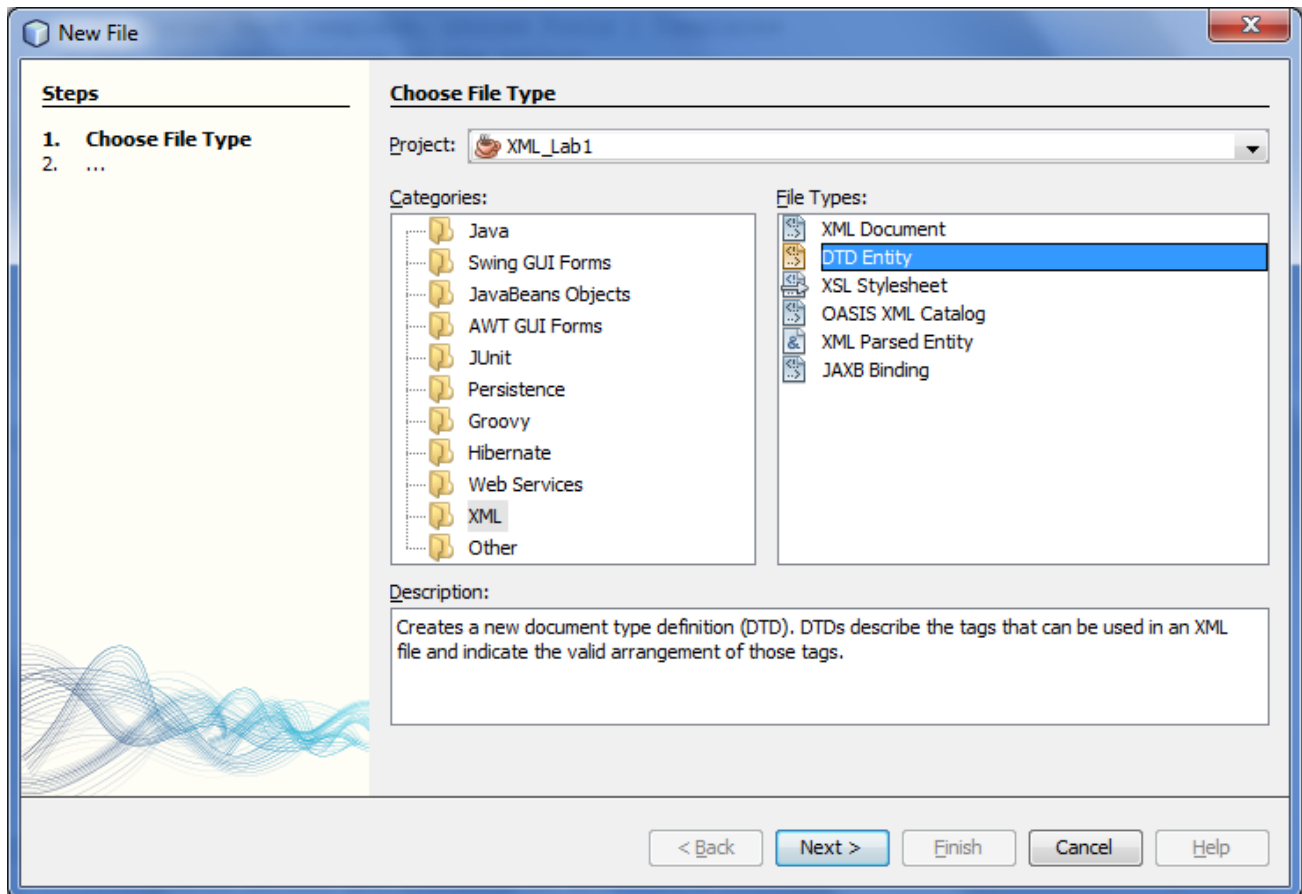 New File
Steps
1. Choose File Type
2. ...
Choose File Type
Project: XML_Lab1
Categories:
Java
Swing GUI Forms
JavaBeans Objects
AWT GUI Forms
JUnit
Persistence
Groovy
Hibernate
Web Services
XML
Other
File Types:
XML Document
DTD Entity
XSL Stylesheet
OASIS XML Catalog
XML Parsed Entity
JAXB Binding
Description:
Creates a new document type definition (DTD). DTDs describe the tags that can be used in an XML
file and indicate the valid arrangement of those tags.
< Back Next > Finish Cancel Help